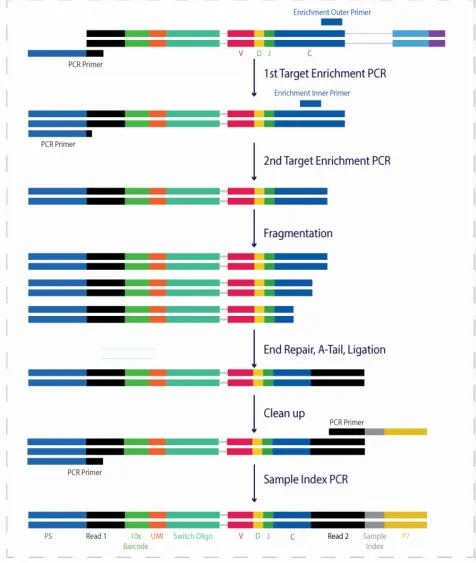 Enrichment Outer Primer
V D J C
PCR Primer
1st Target Enrichment PCR
Enrichment Inner Primer
PCR Primer
2nd Target Enrichment PCR
Fragmentation
End Repair, A-Tail, Ligation
Clean up
PCR Primer
PCR Primer
Sample Index PCR
P5 Read 1 10x UMI Switch Oligo V D J C Read 2 Sample P7
Barcode Index